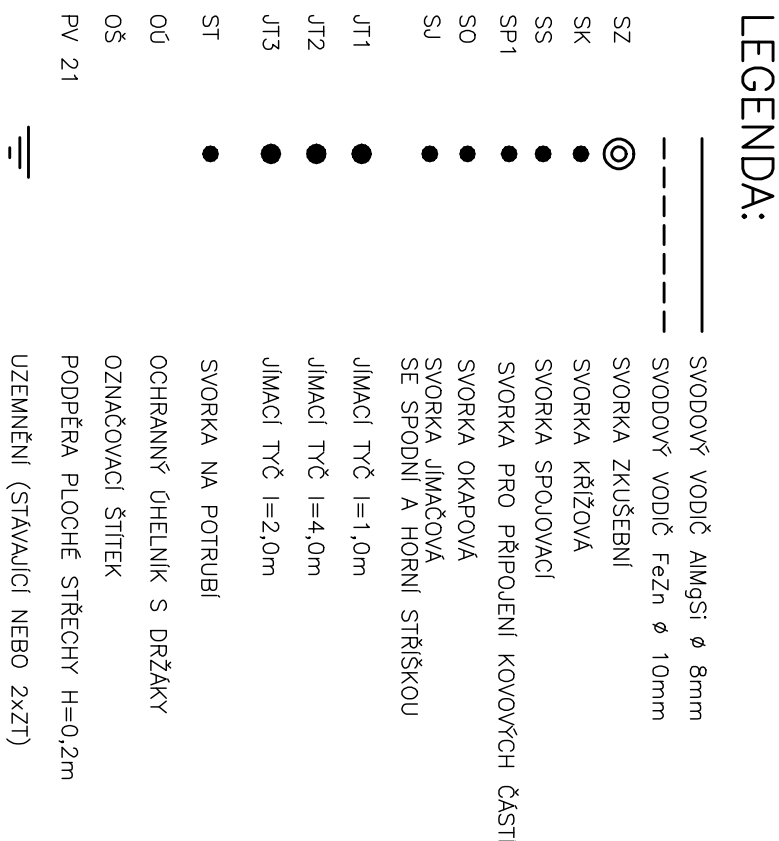 LEGENDA:
SVODOVÝ VODIČ AlMgSi ø 8mm
SVODOVÝ VODIČ FeZn ø 10mm
SZ SVORKA ZKUŠEBNÍ
SK SVORKA KŘÍŽOVÁ
SS SVORKA SPOJOVACÍ
SP1 SVORKA PRO PŘIPOJENÍ KOVOVÝCH ČÁSTÍ
SO SVORKA OKAPOVÁ
SJ SVORKA JÍMAČOVÁ
SE SPODNÍ A HORNÍ STŘÍŠKOU
JT1 JÍMACÍ TYČ l=1,0m
JT2 JÍMACÍ TYČ l=4,0m
JT3 JÍMACÍ TYČ l=2,0m
ST SVORKA NA POTRUBÍ
OÚ OCHRANNÝ ÚHELNÍK S DRŽÁKY
OŠ OZNAČOVACÍ ŠTÍTEK
PV 21 PODPĚRA PLOCHÉ STŘECHY H=0,2m
UZEMNĚNÍ (STÁVAJÍCÍ NEBO 2xZT)